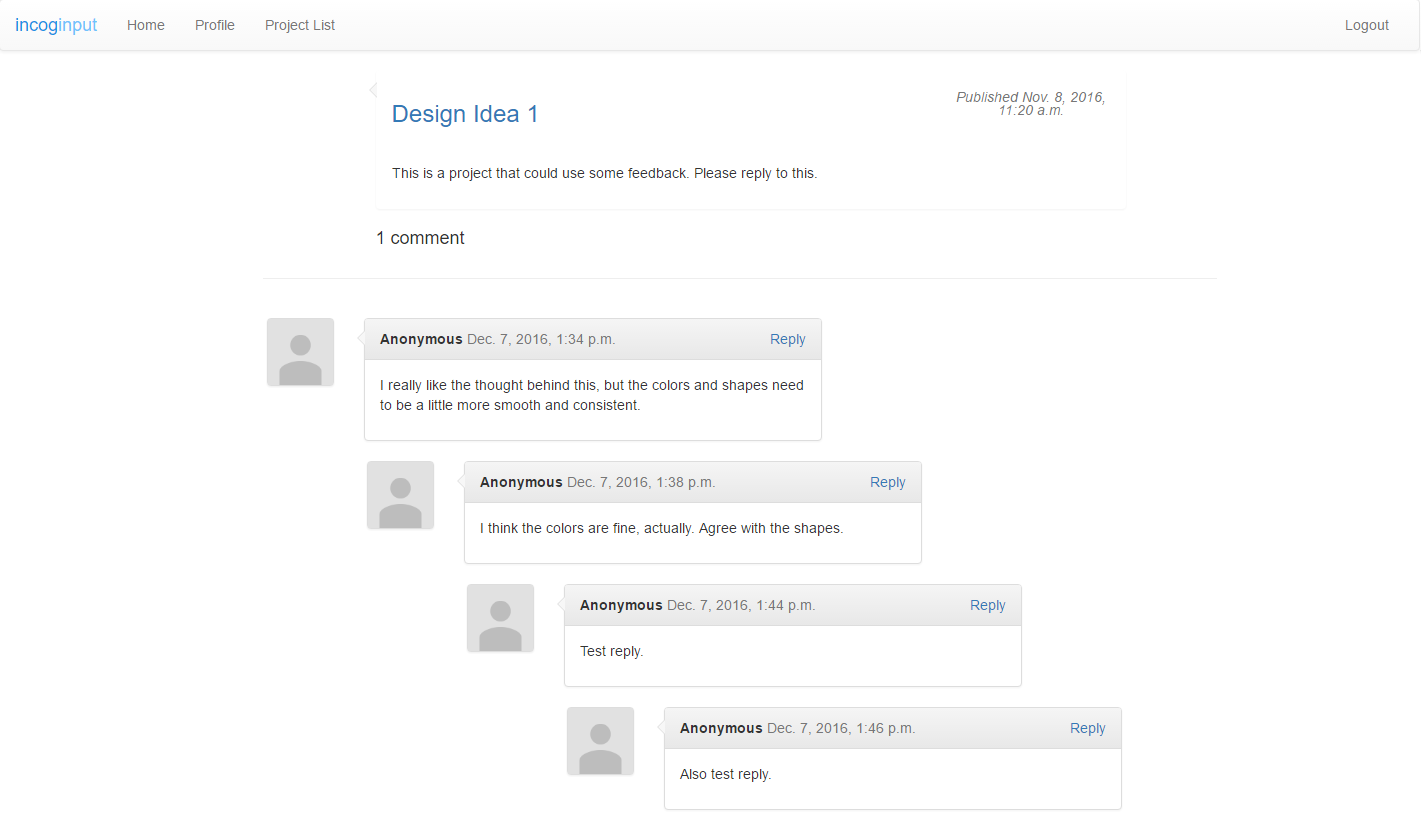 incoginput Home Profile Project List Logout
Design Idea 1
Published Nov. 8, 2016,
11:20 a.m.
This is a project that could use some feedback. Please reply to this.
1 comment
Anonymous Dec. 7, 2016, 1:34 p.m. Reply
I really like the thought behind this, but the colors and shapes need
to be a little more smooth and consistent.
Anonymous Dec. 7, 2016, 1:38 p.m. Reply
I think the colors are fine, actually. Agree with the shapes.
Anonymous Dec. 7, 2016, 1:44 p.m. Reply
Test reply.
Anonymous Dec. 7, 2016, 1:46 p.m. Reply
Also test reply.